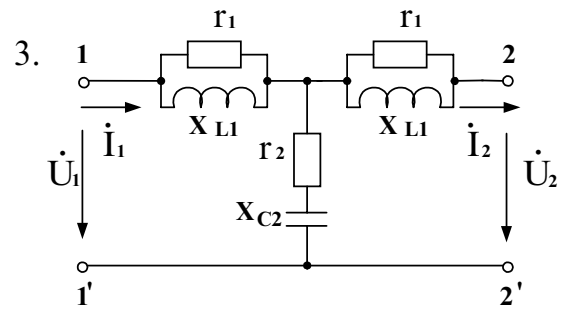 r₁ r₁
3. 1 2
X L1 X L1
İ₁ r₂ İ₂
U̇₁ X C2 U̇₂
1' 2'